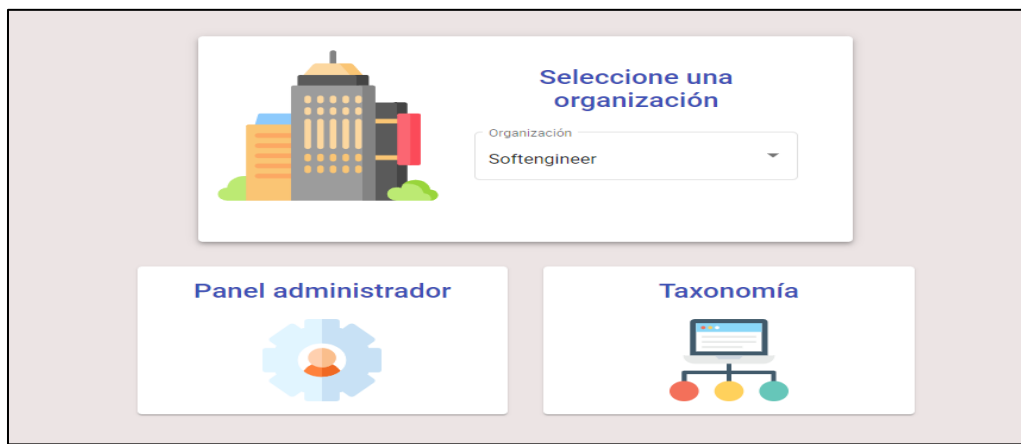 Seleccione una
organización
Organización
Softengineer
Panel administrador
Taxonomía